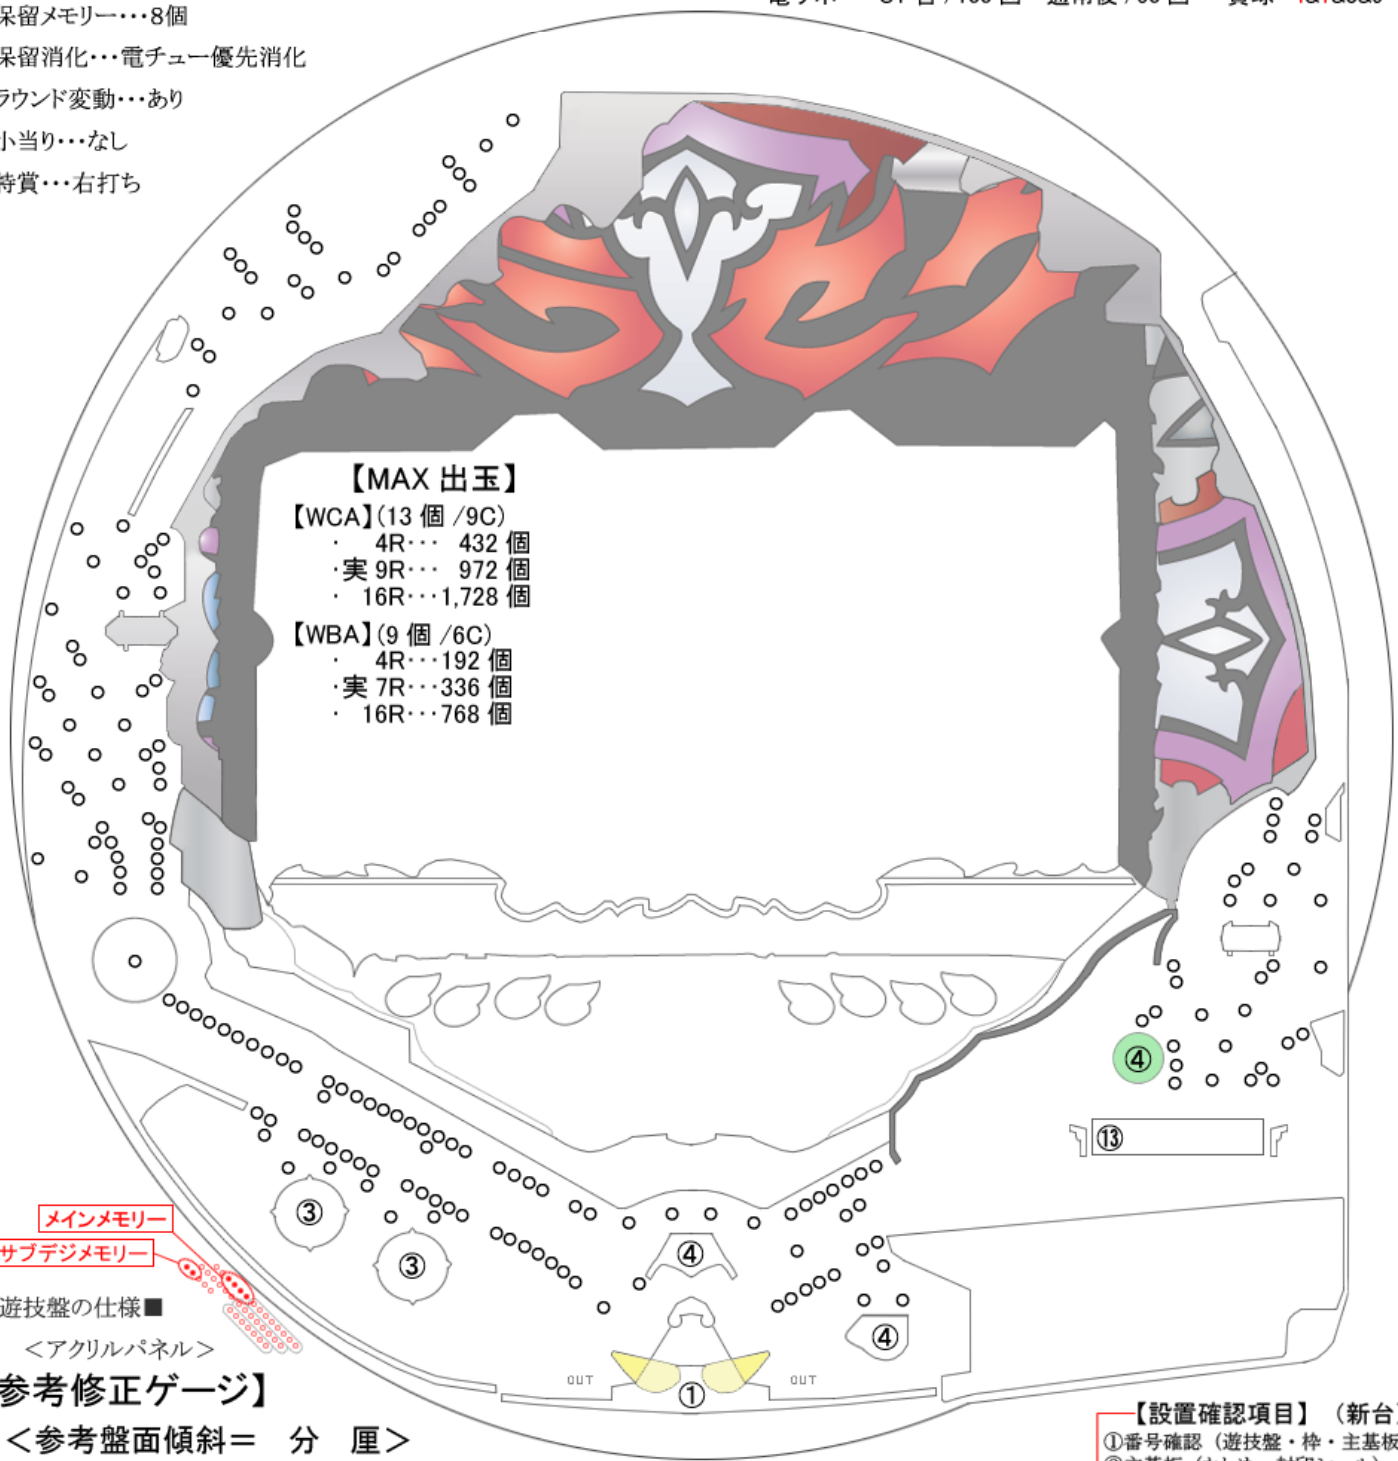 保留メモリー･･･8個
保留消化･･･電チュー優先消化
ラウンド変動･･･あり
小当り･･･なし
特賞･･･右打ち
【MAX 出玉】
【WCA】(13 個 /9C)
・ 4R･･･ 432 個
・実 9R･･･ 972 個
・ 16R･･･1,728 個
【WBA】(9 個 /6C)
・ 4R･･･192 個
・実 7R･･･336 個
・ 16R･･･768 個
④
⑬
③
③
④
④
メインメモリー
サブデジメモリー
遊技盤の仕様■
＜アクリルパネル＞
OUT
①
OUT
参考修正ゲージ】
＜参考盤面傾斜＝ 分 厘＞
【設置確認項目】（新台
①番号確認（遊技盤・枠・主基板